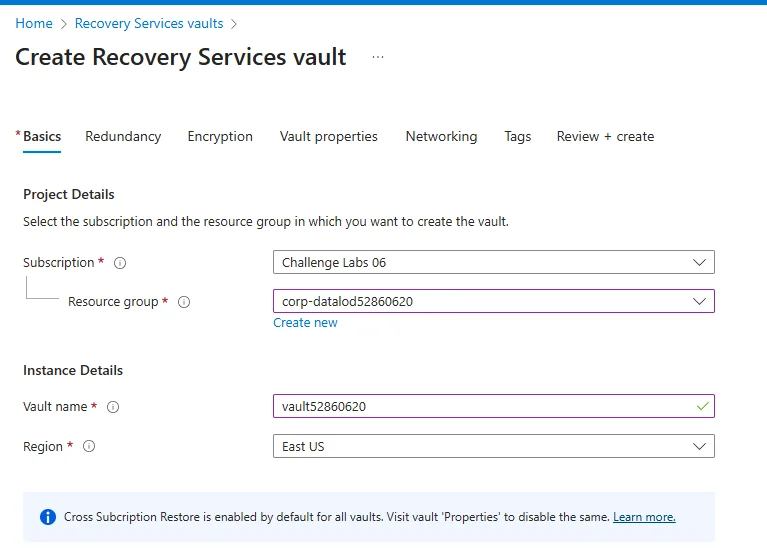 Home > Recovery Services vaults >
Create Recovery Services vault ...
* Basics Redundancy Encryption Vault properties Networking Tags Review + create
Project Details
Select the subscription and the resource group in which you want to create the vault.
Subscription * Challenge Labs 06
Resource group * corp-datalod52860620
Create new
Instance Details
Vault name * vault52860620
Region * East US
Cross Subcription Restore is enabled by default for all vaults. Visit vault 'Properties' to disable the same. Learn more.